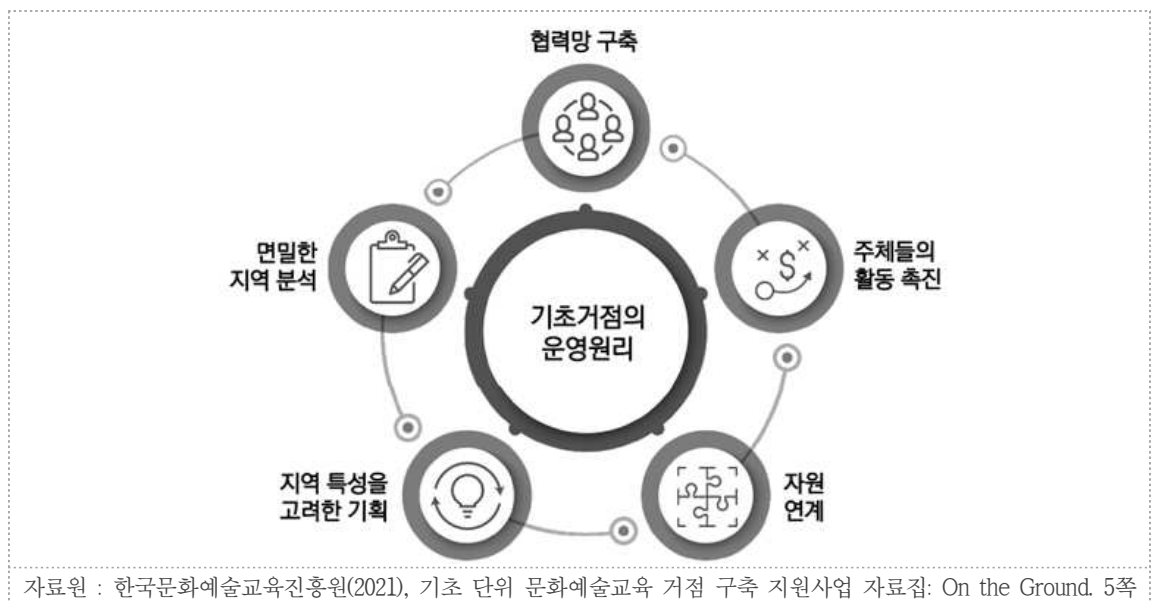 협력망 구축
면밀한
지역 분석
주체들의
활동 촉진
$
기초거점의
운영원리
지역 특성을
고려한 기획
자원
연계
자료원 : 한국문화예술교육진흥원(2021), 기초 단위 문화예술교육 거점 구축 지원사업 자료집: On the Ground. 5쪽